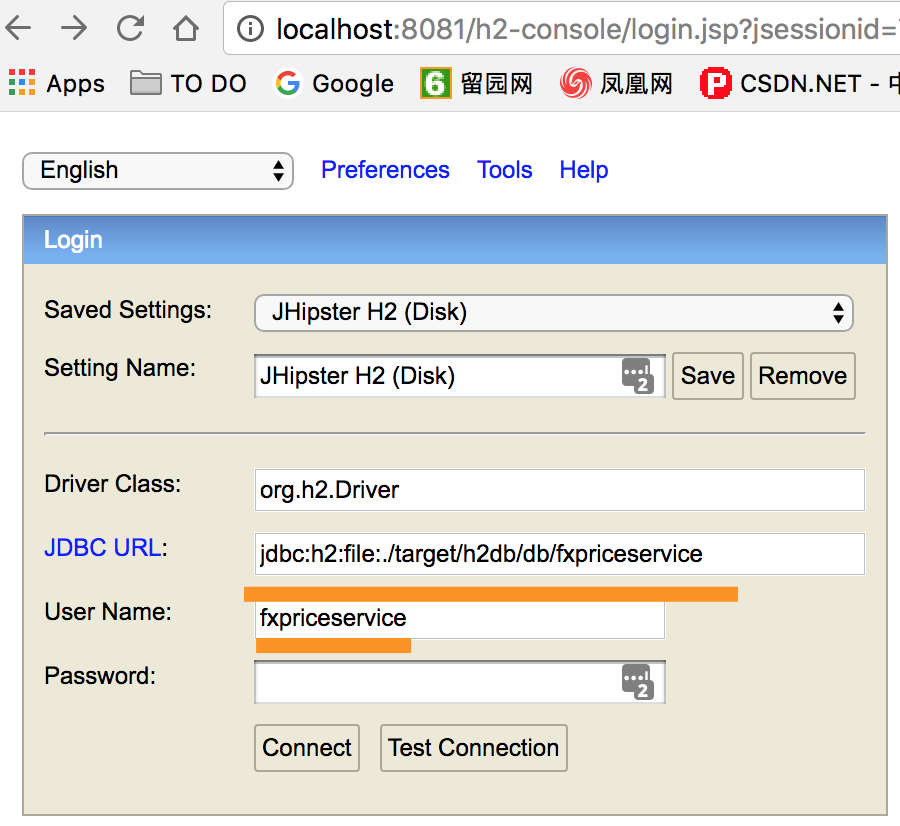 localhost:8081/h2-console/login.jsp?jsessionid=
Apps TO DO Google 6 留园网 凤凰网 P CSDN.NET - 中
English Preferences Tools Help
Login
Saved Settings: JHipster H2 (Disk)
Setting Name: JHipster H2 (Disk) 2 Save Remove
Driver Class: org.h2.Driver
JDBC URL: jdbc:h2:file:./target/h2db/db/fxpriceservice
User Name: fxpriceservice
Password: 2
Connect Test Connection